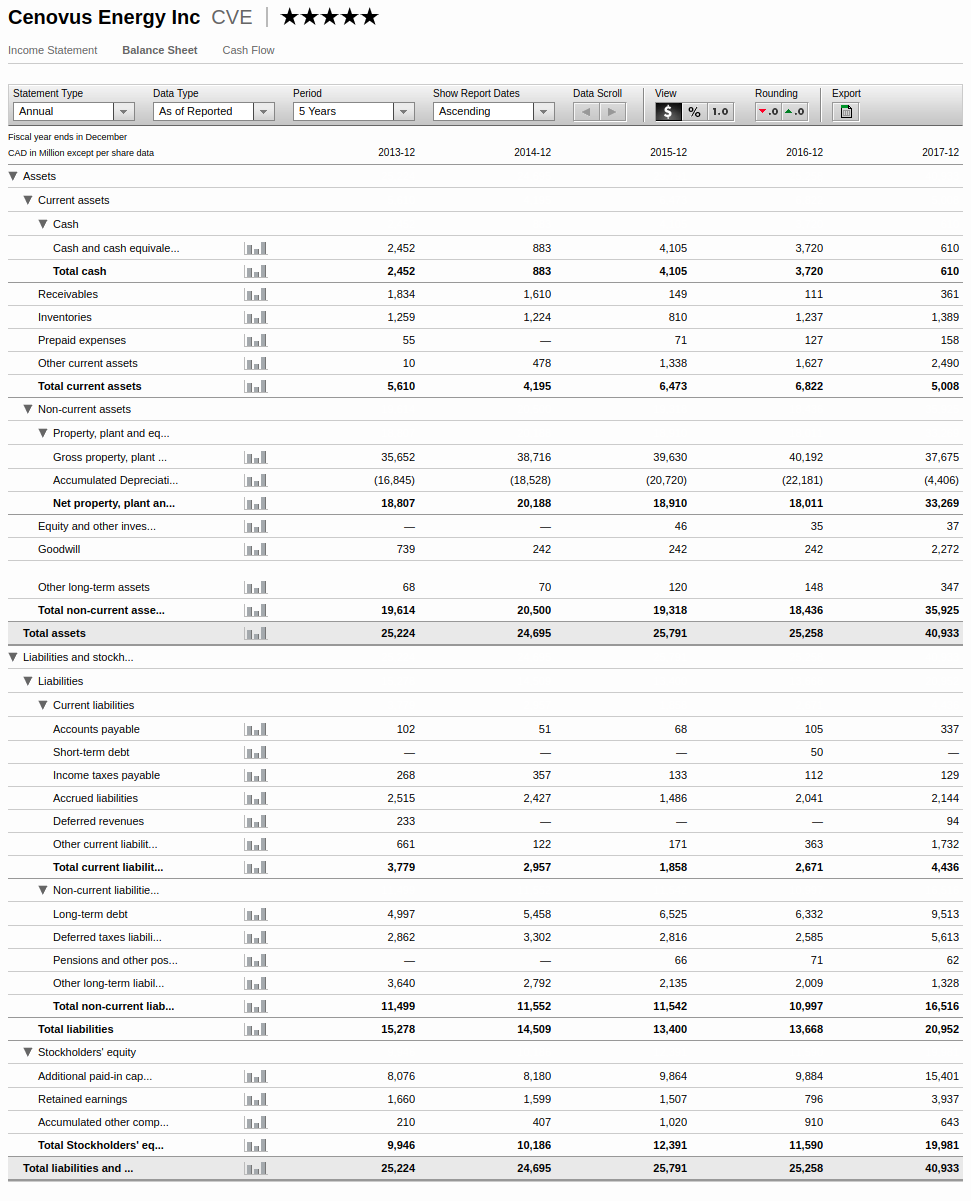 Cenovus Energy Inc CVE ★★★★★
Income Statement Balance Sheet Cash Flow
Statement Type Data Type Period Show Report Dates Data Scroll View Rounding Export
Annual As of Reported 5 Years Ascending $ % 1.0 .0 .0
Fiscal year ends in December
CAD in Million except per share data 2013-12 2014-12 2015-12 2016-12 2017-12
Assets
Current assets
Cash
Cash and cash equivale... 2,452 883 4,105 3,720 610
Total cash 2,452 883 4,105 3,720 610
Receivables 1,834 1,610 149 111 361
Inventories 1,259 1,224 810 1,237 1,389
Prepaid expenses 55 — 71 127 158
Other current assets 10 478 1,338 1,627 2,490
Total current assets 5,610 4,195 6,473 6,822 5,008
Non-current assets
Property, plant and eq...
Gross property, plant ... 35,652 38,716 39,630 40,192 37,675
Accumulated Depreciati... (16,845) (18,528) (20,720) (22,181) (4,406)
Net property, plant an... 18,807 20,188 18,910 18,011 33,269
Equity and other inves... — — 46 35 37
Goodwill 739 242 242 242 2,272
Other long-term assets 68 70 120 148 347
Total non-current asse... 19,614 20,500 19,318 18,436 35,925
Total assets 25,224 24,695 25,791 25,258 40,933
Liabilities and stockh...
Liabilities
Current liabilities
Accounts payable 102 51 68 105 337
Short-term debt — — — 50 —
Income taxes payable 268 357 133 112 129
Accrued liabilities 2,515 2,427 1,486 2,041 2,144
Deferred revenues 233 — — — 94
Other current liabilit... 661 122 171 363 1,732
Total current liabilit... 3,779 2,957 1,858 2,671 4,436
Non-current liabilitie...
Long-term debt 4,997 5,458 6,525 6,332 9,513
Deferred taxes liabili... 2,862 3,302 2,816 2,585 5,613
Pensions and other pos... — — 66 71 62
Other long-term liabil... 3,640 2,792 2,135 2,009 1,328
Total non-current liab... 11,499 11,552 11,542 10,997 16,516
Total liabilities 15,278 14,509 13,400 13,668 20,952
Stockholders' equity
Additional paid-in cap... 8,076 8,180 9,864 9,884 15,401
Retained earnings 1,660 1,599 1,507 796 3,937
Accumulated other comp... 210 407 1,020 910 643
Total Stockholders' eq... 9,946 10,186 12,391 11,590 19,981
Total liabilities and ... 25,224 24,695 25,791 25,258 40,933